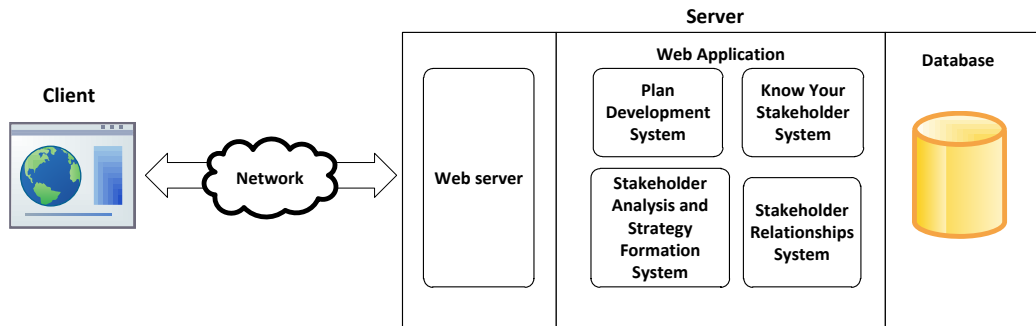 Server
Client
Network
Web server
Web Application
Plan
Development
System
Know Your
Stakeholder
System
Stakeholder
Analysis and
Strategy
Formation
System
Stakeholder
Relationships
System
Database